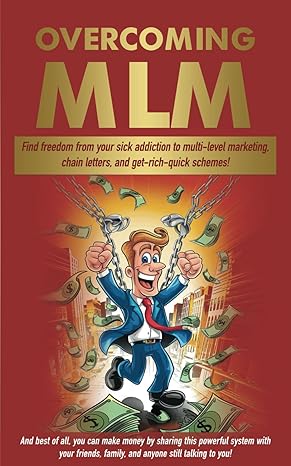 OVERCOMING
MLM
Find freedom from your sick addiction to multi-level marketing,
chain letters, and get-rich-quick schemes!
And best of all, you can make money by sharing this powerful system with
your friends, family, and anyone still talking to you!